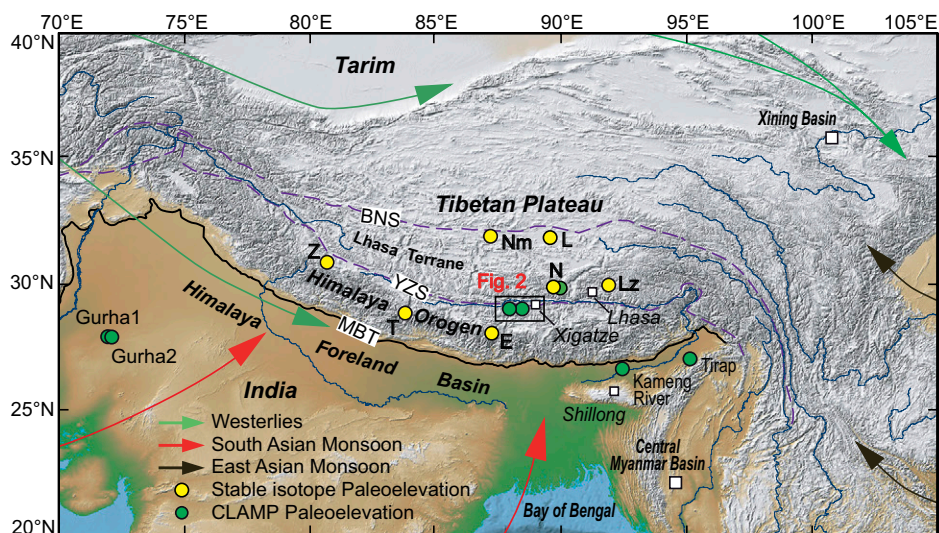 70°E 75°E 80°E 85°E 90°E 95°E 100°E 105°E
40°N
Tarim
Xining Basin
35°N
BNS
Tibetan Plateau
Nm
L
Lhasa Terrane
Z
30°N
YZS
Fig. 2
N
Lz
Himalaya
Orogen
Lhasa
Himalaya
MBT
T
E
Xigatze
Gurha1
Gurha2
Foreland
Basin
Tirap
Kameng
River
India
25°N
Shillong
Westerlies
South Asian Monsoon
East Asian Monsoon
Stable isotope Paleoelevation
CLAMP Paleoelevation
Central
Myanmar Basin
Bay of Bengal
20°N